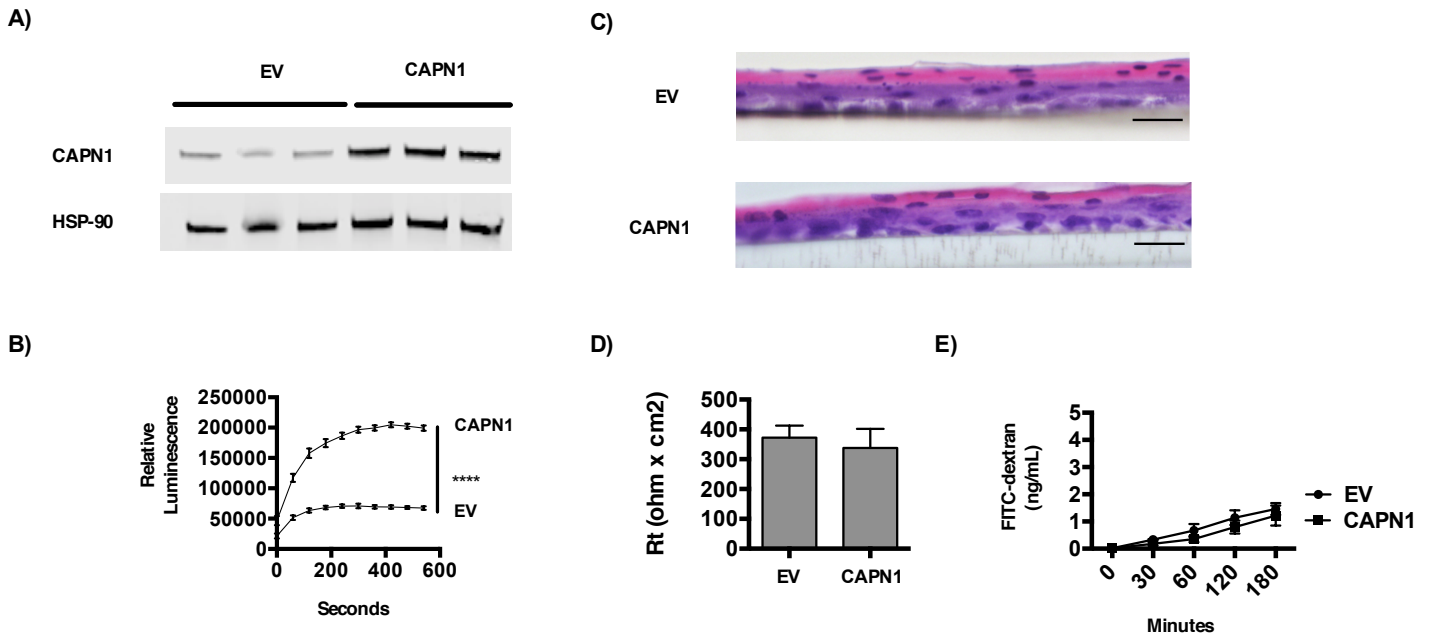 A)
EV
CAPN1
CAPN1
HSP-90
B)
Relative
Luminescence
250000
200000
150000
100000
50000
0
0
200
400
600
Seconds
CAPN1
****
EV
C)
EV
CAPN1
D)
Rt (ohm x cm2)
500
400
300
200
100
0
EV
CAPN1
E)
FITC-dextran
(ng/mL)
5
4
3
2
1
0
0
30
60
120
180
Minutes
EV
CAPN1